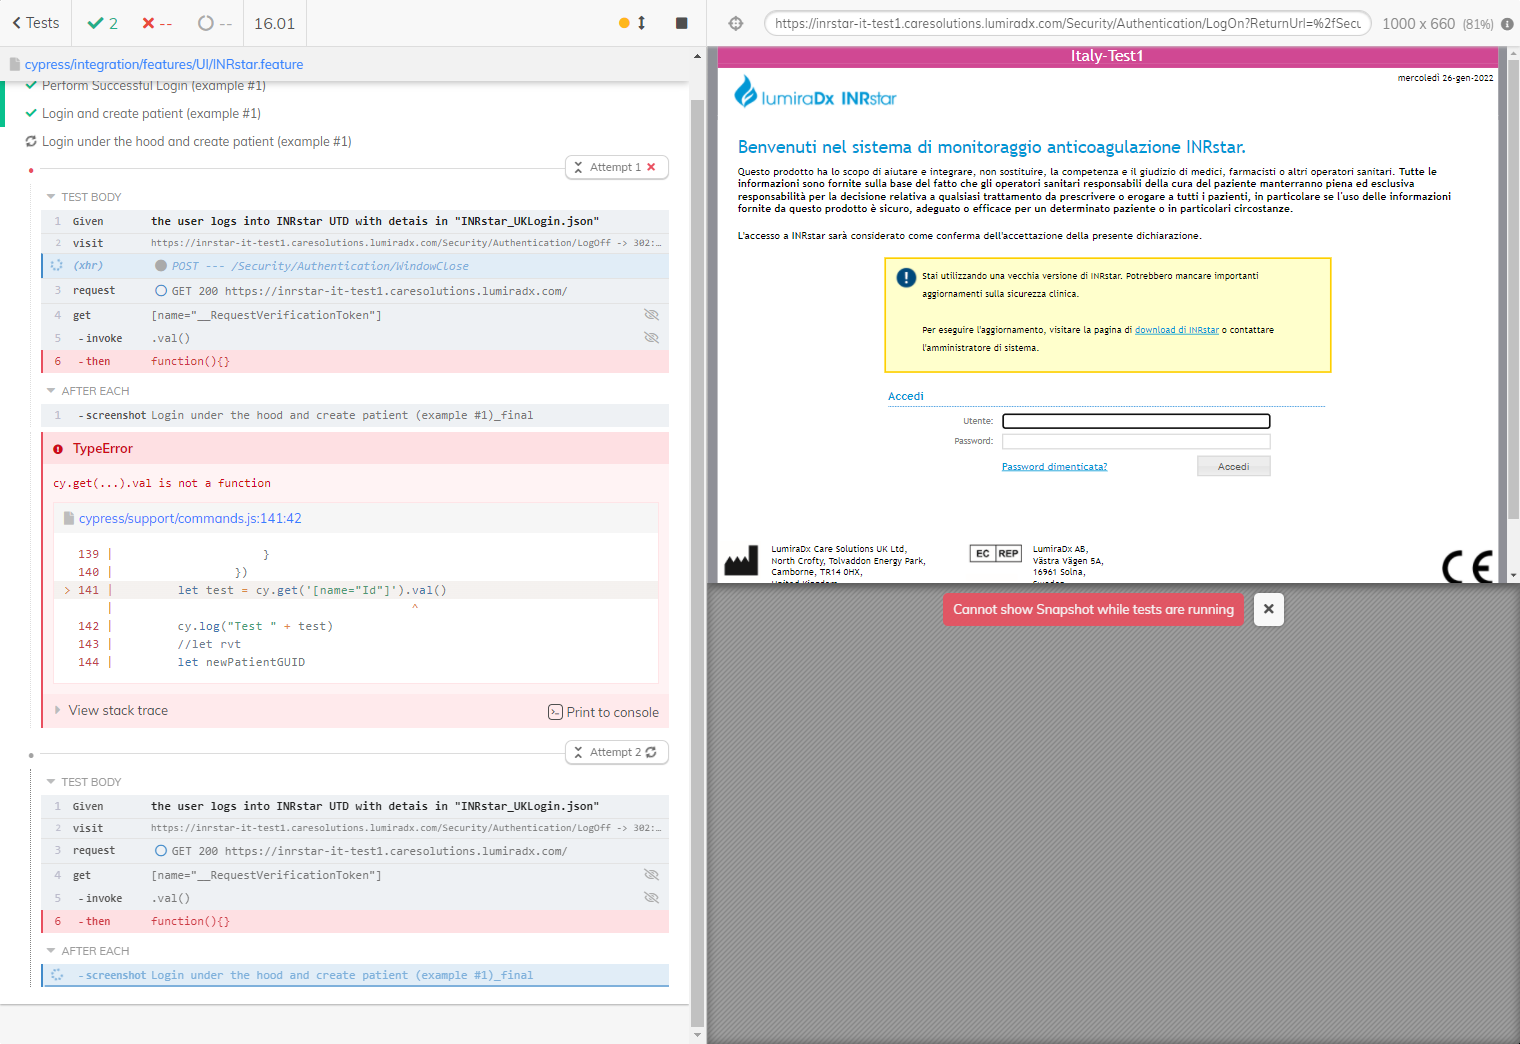 Tests
2
--
--
16.01
cypress/integration/features/UI/INRstar.feature
Perform Successful Login (example #1)
Login and create patient (example #1)
Login under the hood and create patient (example #1)
Attempt 1
TEST BODY
1 Given the user logs into INRstar UTD with detais in "INRstar_UKLogin.json"
2 visit https://inrstar-it-test1.caresolutions.lumiradx.com/Security/Authentication/LogOff -> 302:…
(xhr) POST --- /Security/Authentication/WindowClose
3 request GET 200 https://inrstar-it-test1.caresolutions.lumiradx.com/
4 get [name="__RequestVerificationToken"]
5 -invoke .val()
6 -then function(){}
AFTER EACH
1 -screenshot Login under the hood and create patient (example #1)_final
TypeError
cy.get(...).val is not a function
cypress/support/commands.js:141:42
139 | }
140 | })
> 141 | let test = cy.get('[name="Id"]').val()
| ^
142 | cy.log("Test " + test)
143 | //let rvt
144 | let newPatientGUID
View stack trace
Print to console
Attempt 2
TEST BODY
1 Given the user logs into INRstar UTD with detais in "INRstar_UKLogin.json"
2 visit https://inrstar-it-test1.caresolutions.lumiradx.com/Security/Authentication/LogOff -> 302:…
3 request GET 200 https://inrstar-it-test1.caresolutions.lumiradx.com/
4 get [name="__RequestVerificationToken"]
5 -invoke .val()
6 -then function(){}
AFTER EACH
-screenshot Login under the hood and create patient (example #1)_final
https://inrstar-it-test1.caresolutions.lumiradx.com/Security/Authentication/LogOn?ReturnUrl=%2fSecu
1000 x 660 (81%)
Italy-Test1
mercoledì 26-gen-2022
lumiraDx INRstar
Benvenuti nel sistema di monitoraggio anticoagulazione INRstar.
Questo prodotto ha lo scopo di aiutare e integrare, non sostituire, la competenza e il giudizio di medici, farmacisti o altri operatori sanitari. Tutte le
informazioni sono fornite sulla base del fatto che gli operatori sanitari responsabili della cura del paziente manterranno piena ed esclusiva
responsabilità per la decisione relativa a qualsiasi trattamento da prescrivere o erogare a tutti i pazienti, in particolare se l'uso delle informazioni
fornite da questo prodotto è sicuro, adeguato o efficace per un determinato paziente o in particolari circostanze.
L'accesso a INRstar sarà considerato come conferma dell'accettazione della presente dichiarazione.
Stai utilizzando una vecchia versione di INRstar. Potrebbero mancare importanti
aggiornamenti sulla sicurezza clinica.
Per eseguire l'aggiornamento, visitare la pagina di download di INRstar o contattare
l'amministratore di sistema.
Accedi
Utente:
Password:
Password dimenticata?
Accedi
LumiraDx Care Solutions UK Ltd,
North Crofty, Tolvaddon Energy Park,
Camborne, TR14 0HX,
United Kingdom
EC REP
LumiraDx AB,
Västra Vägen 5A,
16961 Solna,
Sweden
CE
Cannot show Snapshot while tests are running